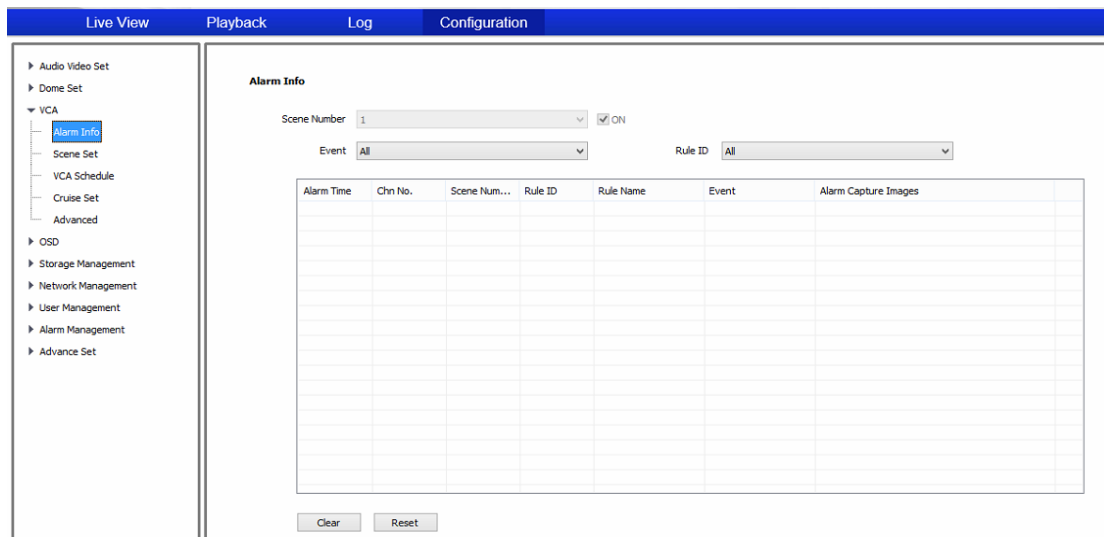 Live View Playback Log Configuration
Audio Video Set
Dome Set
VCA
Alarm Info
Scene Set
VCA Schedule
Cruise Set
Advanced
OSD
Storage Management
Network Management
User Management
Alarm Management
Advance Set
Alarm Info
Scene Number 1 ON
Event All Rule ID All
Alarm Time Chn No. Scene Num... Rule ID Rule Name Event Alarm Capture Images
Clear Reset